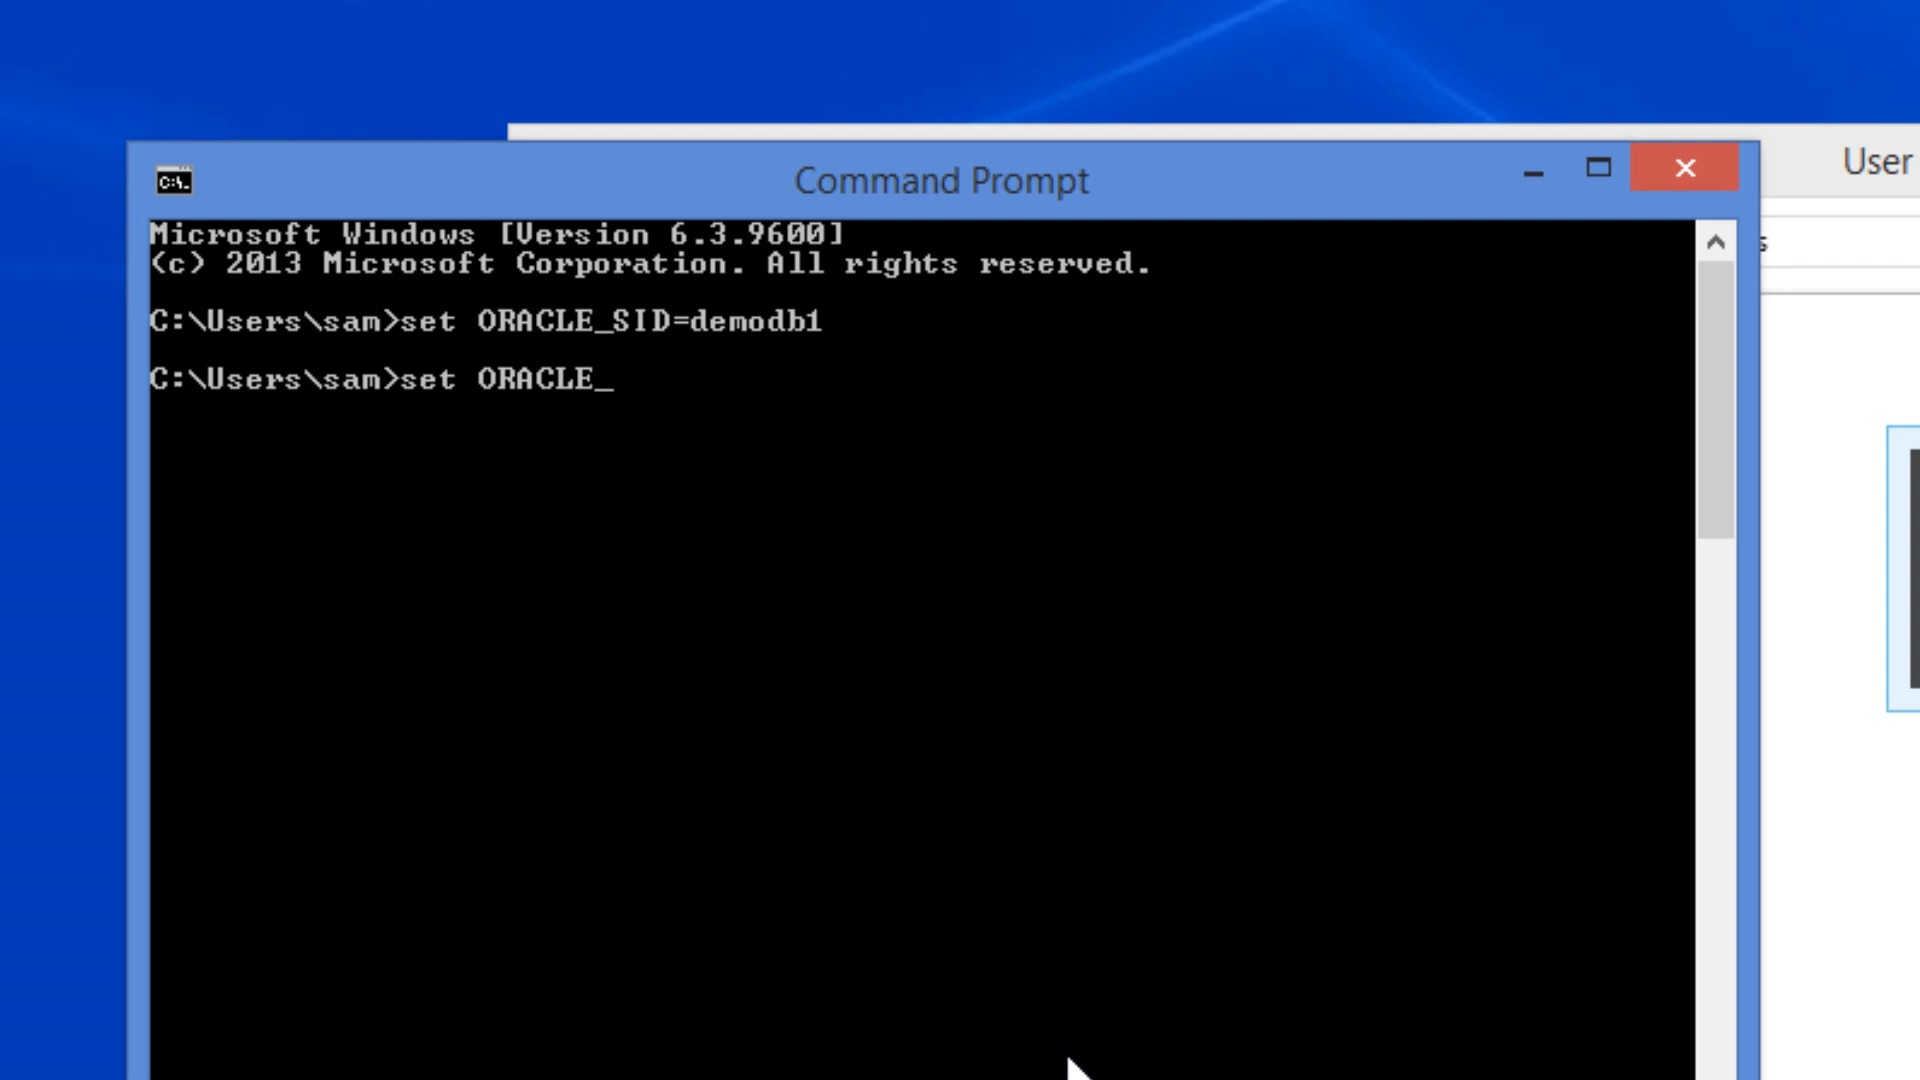 User
Command Prompt
Microsoft Windows [Version 6.3.9600]
(c) 2013 Microsoft Corporation. All rights reserved.
C:\Users\sam>set ORACLE_SID=demodb1
C:\Users\sam>set ORACLE_